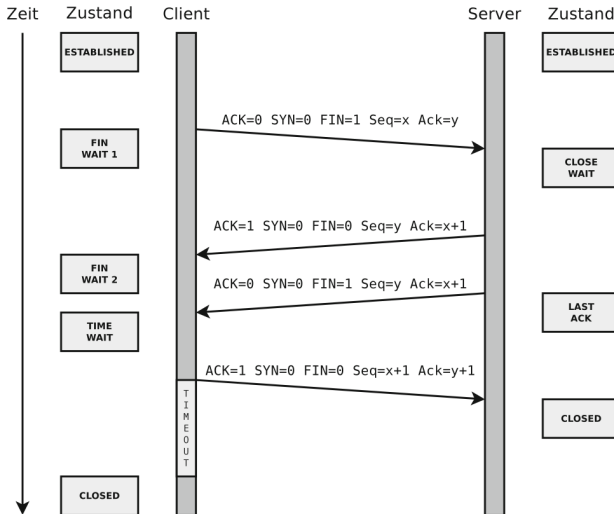 Zeit
Zustand
Client
Server
Zustand
ESTABLISHED
ESTABLISHED
ACK=0 SYN=0 FIN=1 Seq=x Ack=y
FIN
WAIT 1
CLOSE
WAIT
ACK=1 SYN=0 FIN=0 Seq=y Ack=x+1
FIN
WAIT 2
ACK=0 SYN=0 FIN=1 Seq=y Ack=x+1
LAST
ACK
TIME
WAIT
ACK=1 SYN=0 FIN=0 Seq=x+1 Ack=y+1
TIMEOUT
CLOSED
CLOSED